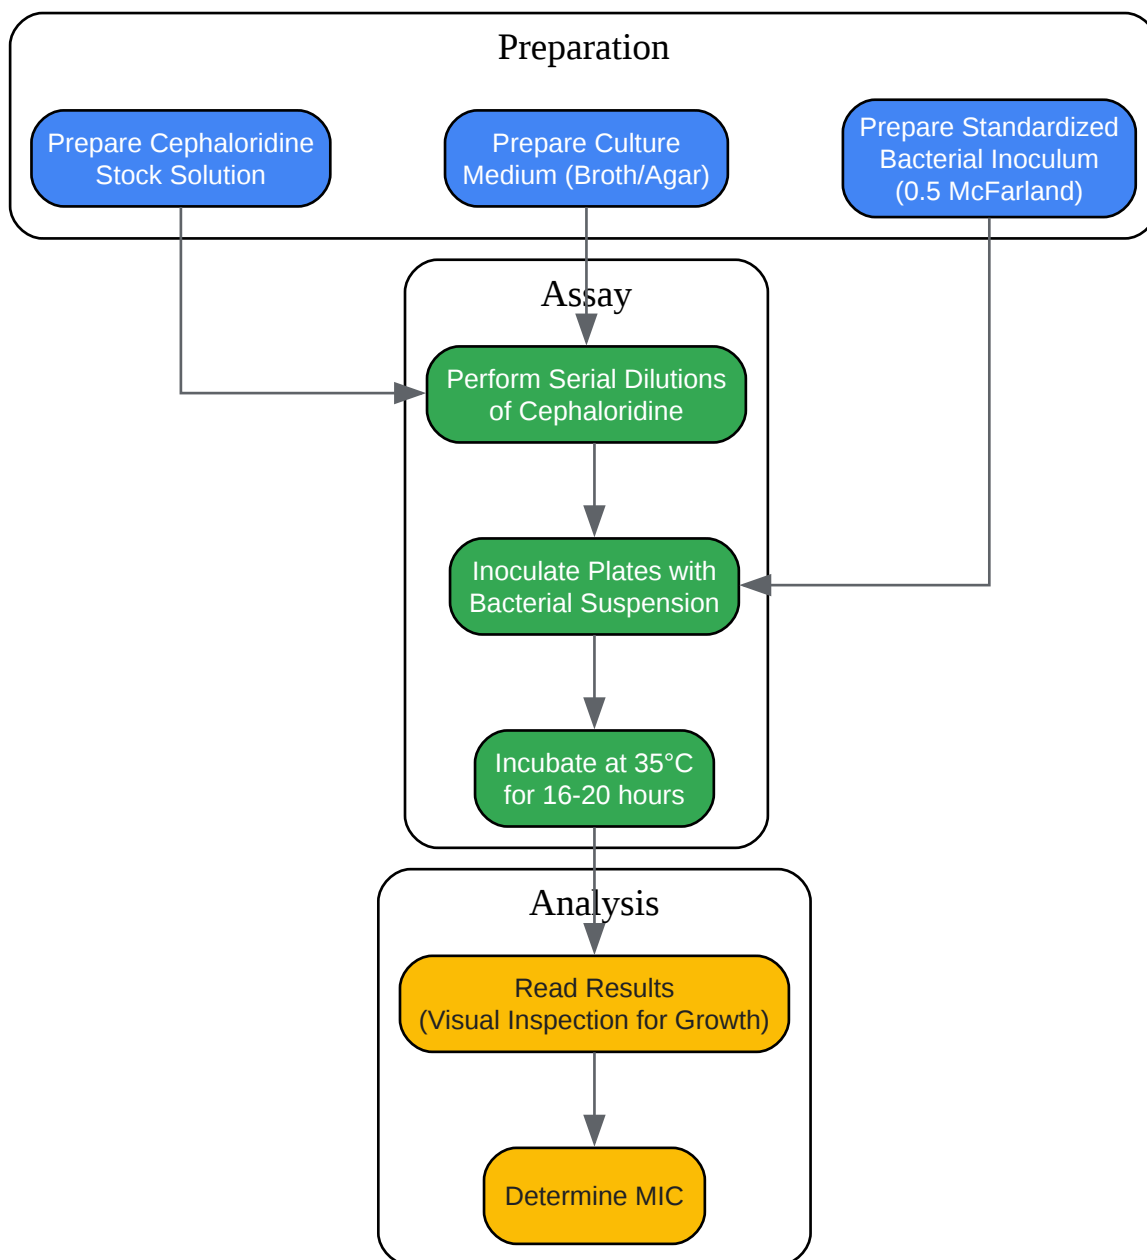 Preparation
Prepare Cephaloridine
Stock Solution
Prepare Culture
Medium (Broth/Agar)
Prepare Standardized
Bacterial Inoculum
(0.5 McFarland)
Assay
Perform Serial Dilutions
of Cephaloridine
Inoculate Plates with
Bacterial Suspension
Incubate at 35°C
for 16-20 hours
Analysis
Read Results
(Visual Inspection for Growth)
Determine MIC